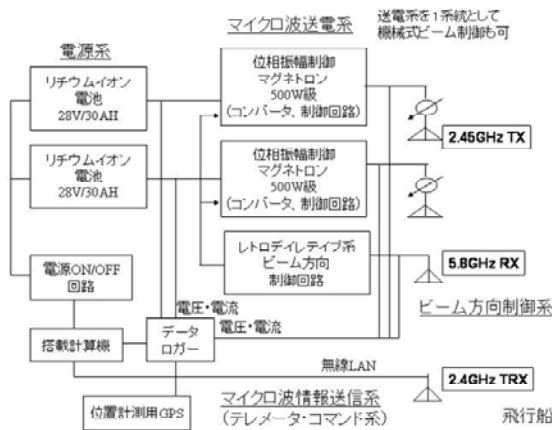 マイクロ波送電系
送電系を1系統として
機械式ビーム制御も可
電源系
リチウムイオン
電池
28V/30AH
位相振幅制御
マグネトロン
500W級
(コンバータ、制御回路)
2.45GHz TX
リチウムイオン
電池
28V/30AH
位相振幅制御
マグネトロン
500W級
(コンバータ、制御回路)
レトロディレクティブ系
ビーム方向
制御回路
5.8GHz RX
電源ON/OFF
回路
ビーム方向制御系
電圧・電流
搭載計算機
データ
ロガー
電圧・電流
無線LAN
2.4GHz TRX
位置計測用GPS
マイクロ波情報送信系
(テレメータ・コマンド系)
飛行船